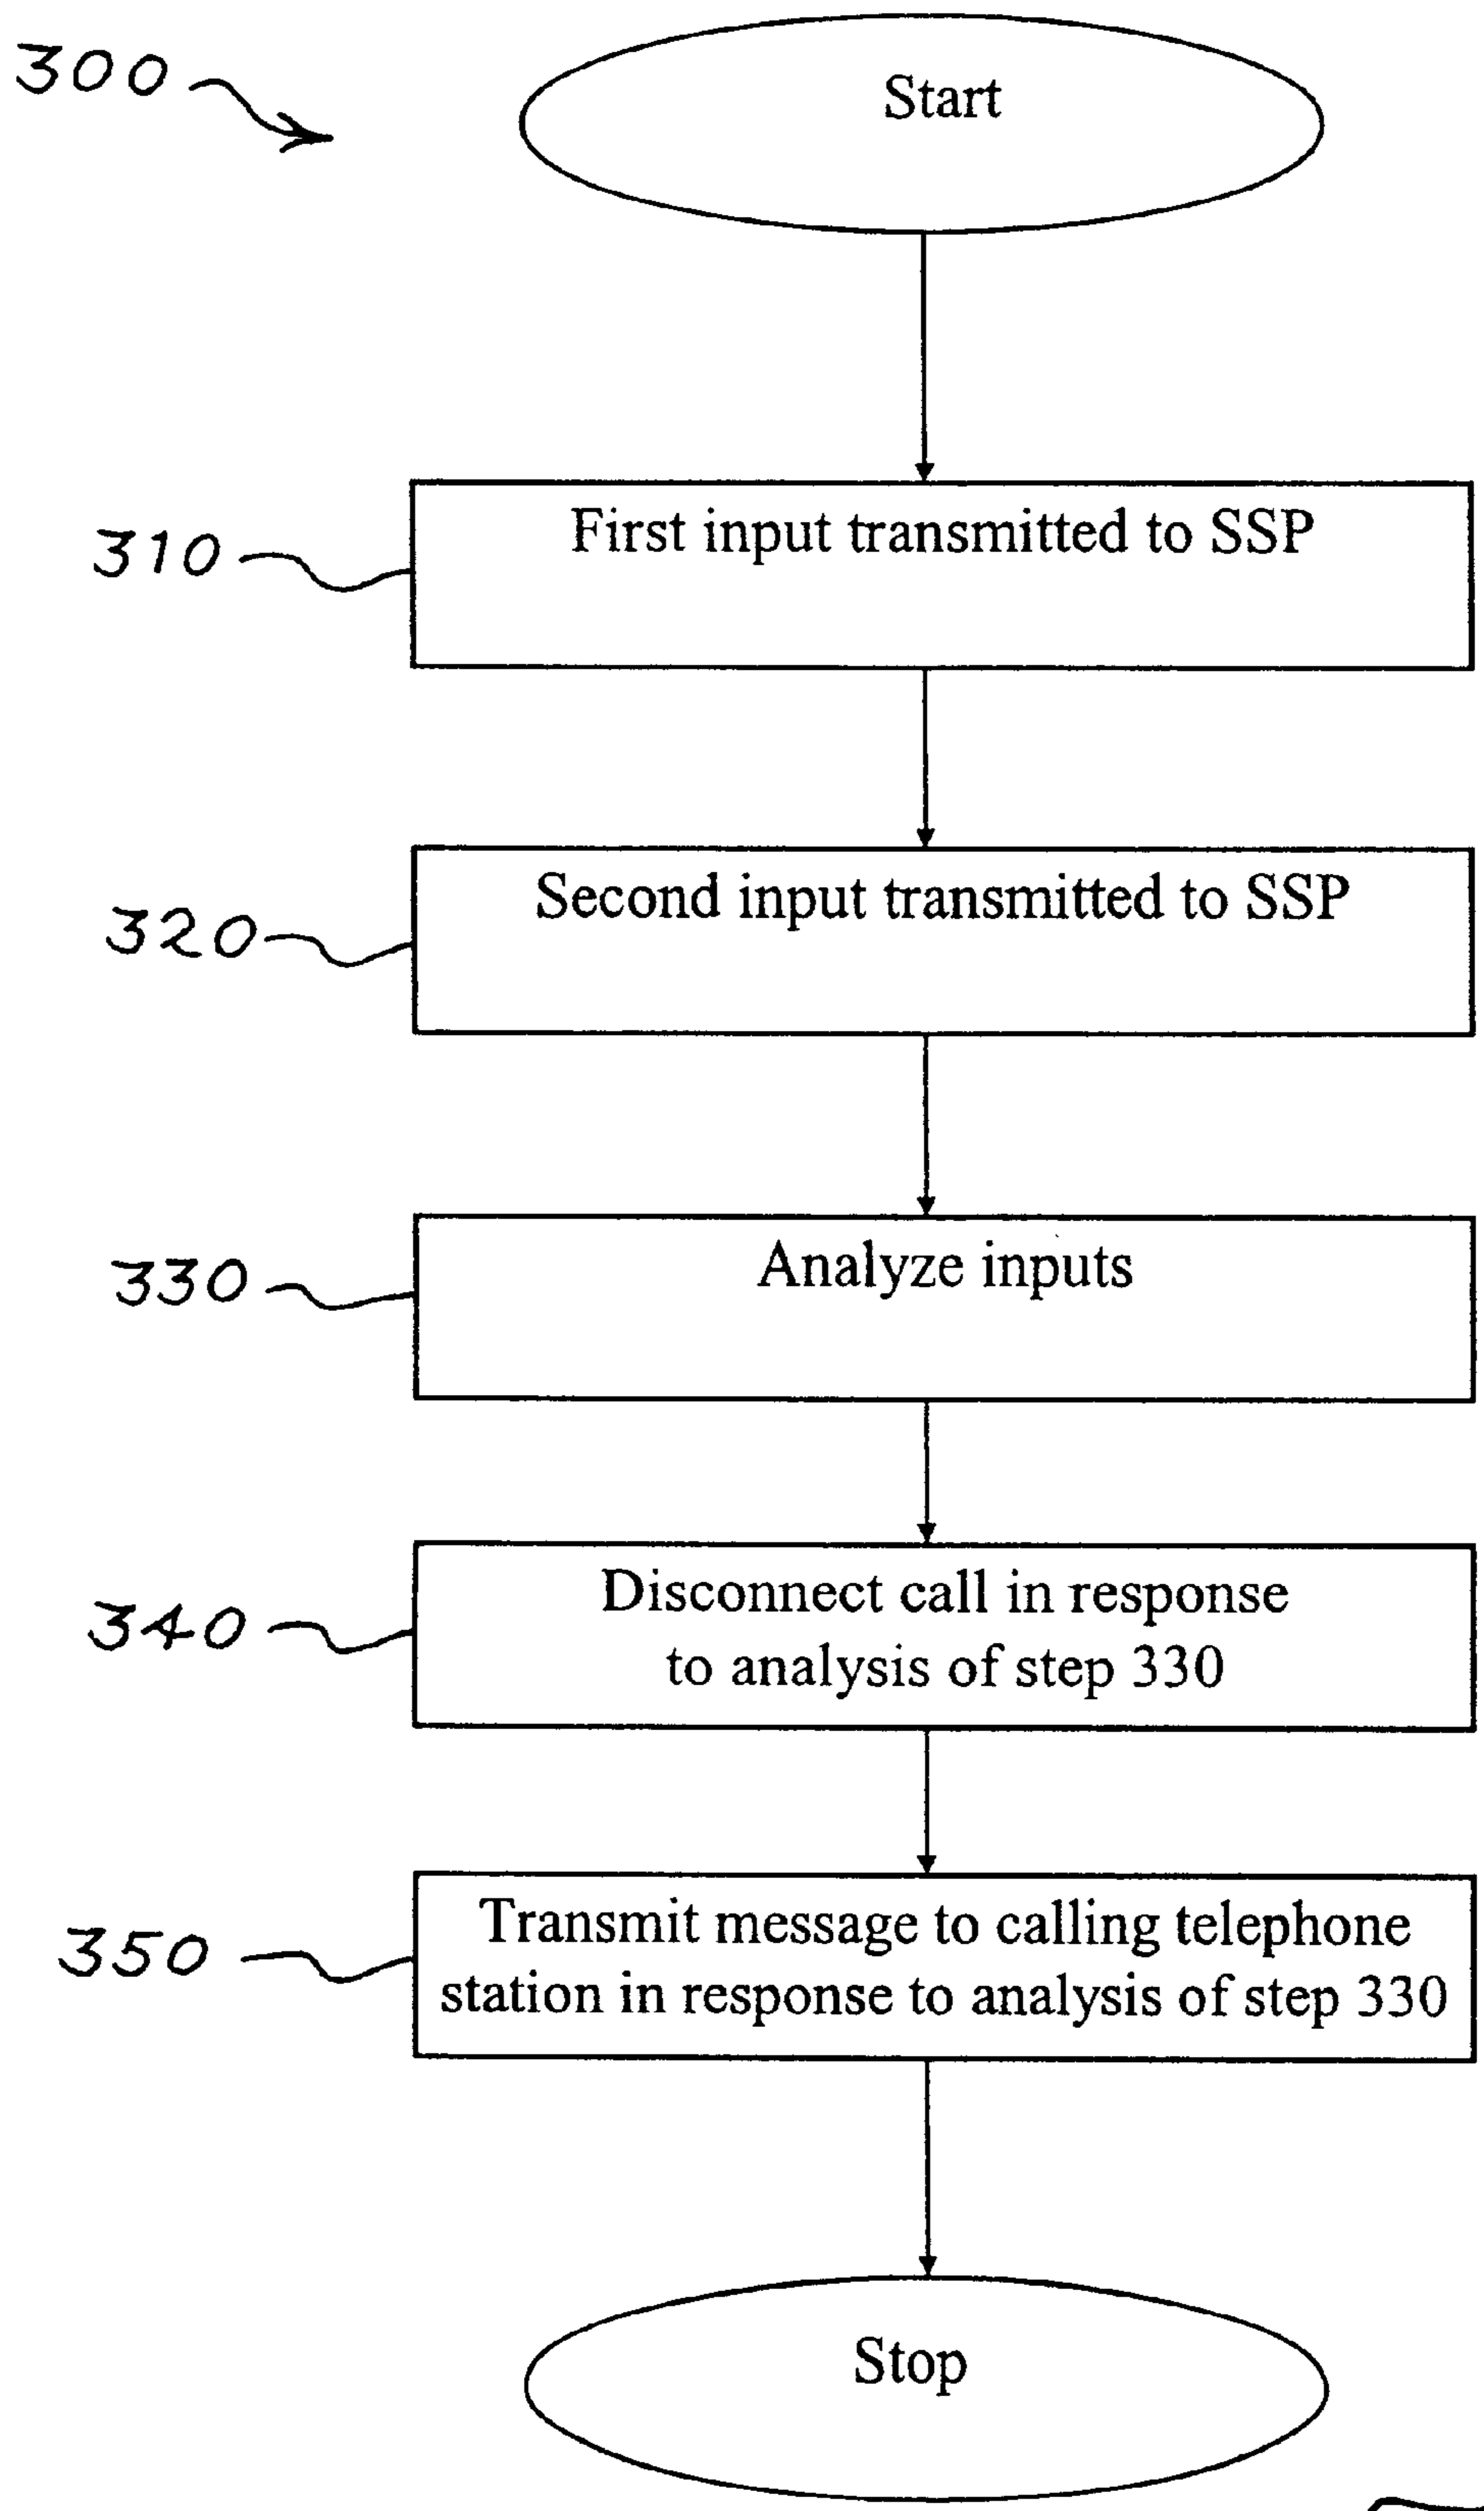 300
Start
310
First input transmitted to SSP
320
Second input transmitted to SSP
330
Analyze inputs
340
Disconnect call in response
to analysis of step 330
350
Transmit message to calling telephone
station in response to analysis of step 330
Stop